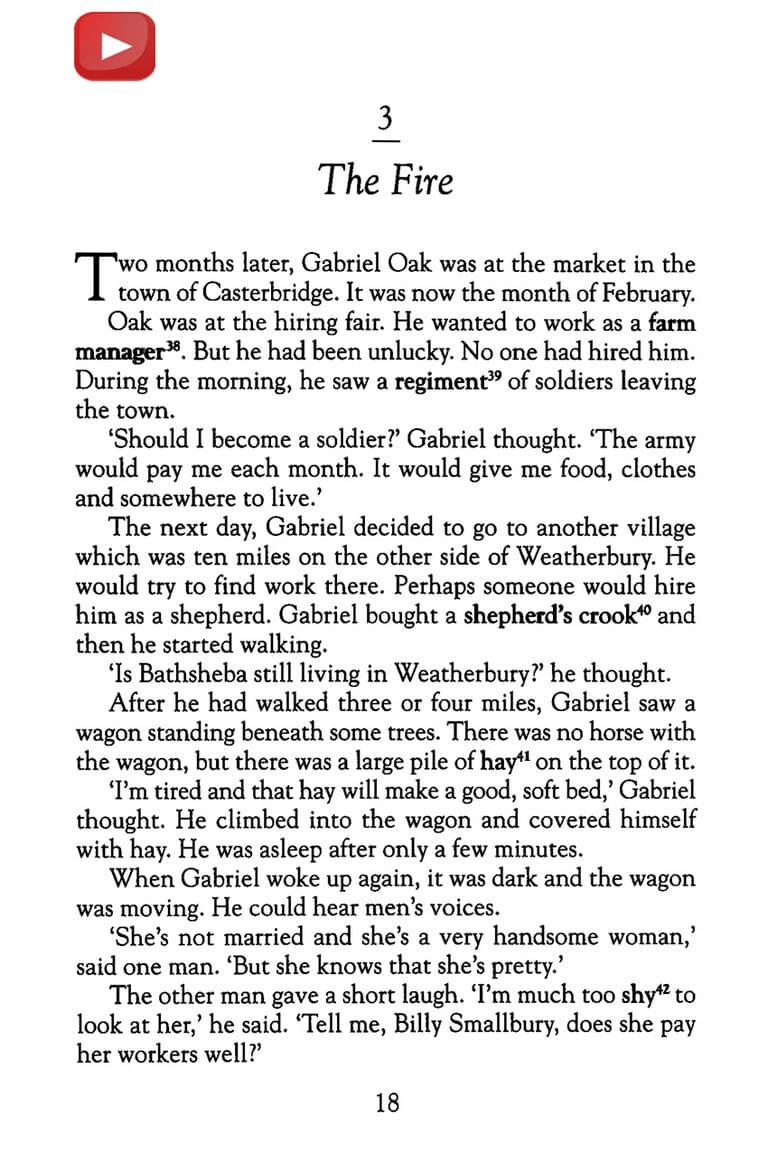 3
The Fire
Two months later, Gabriel Oak was at the market in the
town of Casterbridge. It was now the month of February.
Oak was at the hiring fair. He wanted to work as a farm
manager³⁸. But he had been unlucky. No one had hired him.
During the morning, he saw a regiment³⁹ of soldiers leaving
the town.
‘Should I become a soldier?’ Gabriel thought. ‘The army
would pay me each month. It would give me food, clothes
and somewhere to live.’
The next day, Gabriel decided to go to another village
which was ten miles on the other side of Weatherbury. He
would try to find work there. Perhaps someone would hire
him as a shepherd. Gabriel bought a shepherd’s crook⁴⁰ and
then he started walking.
‘Is Bathsheba still living in Weatherbury?’ he thought.
After he had walked three or four miles, Gabriel saw a
wagon standing beneath some trees. There was no horse with
the wagon, but there was a large pile of hay⁴¹ on the top of it.
‘I’m tired and that hay will make a good, soft bed,’ Gabriel
thought. He climbed into the wagon and covered himself
with hay. He was asleep after only a few minutes.
When Gabriel woke up again, it was dark and the wagon
was moving. He could hear men’s voices.
‘She’s not married and she’s a very handsome woman,’
said one man. ‘But she knows that she’s pretty.’
The other man gave a short laugh. ‘I’m much too shy⁴² to
look at her,’ he said. ‘Tell me, Billy Smallbury, does she pay
her workers well?’
18